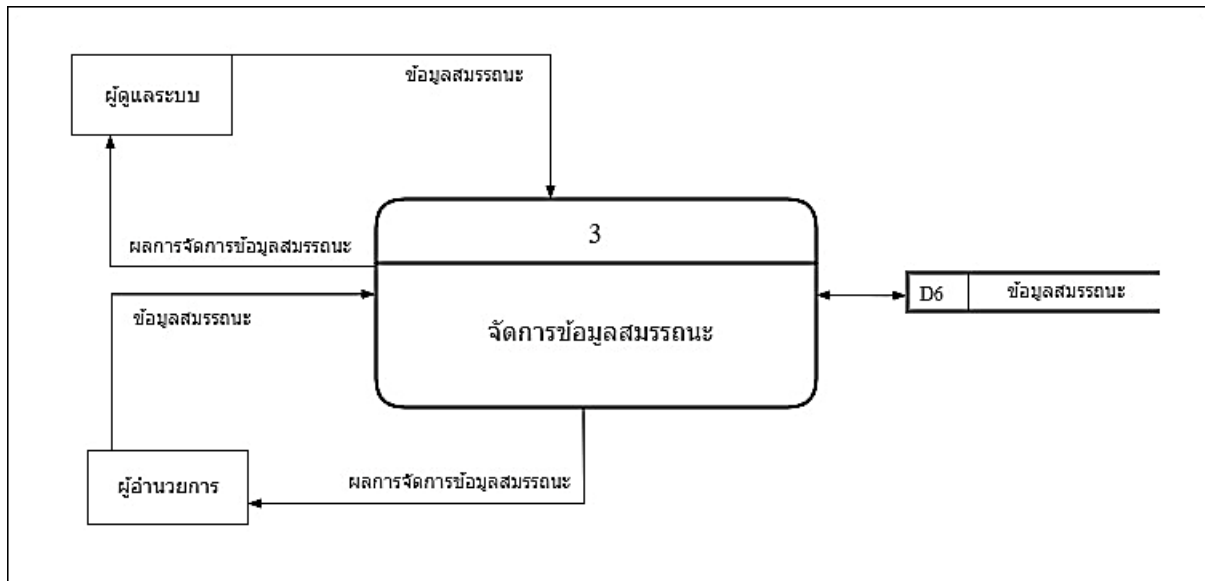 ข้อมูลสมรรถนะ
ผู้ดูแลระบบ
3
ผลการจัดการข้อมูลสมรรถนะ
D6 ข้อมูลสมรรถนะ
ข้อมูลสมรรถนะ
จัดการข้อมูลสมรรถนะ
ผลการจัดการข้อมูลสมรรถนะ
ผู้อำนวยการ